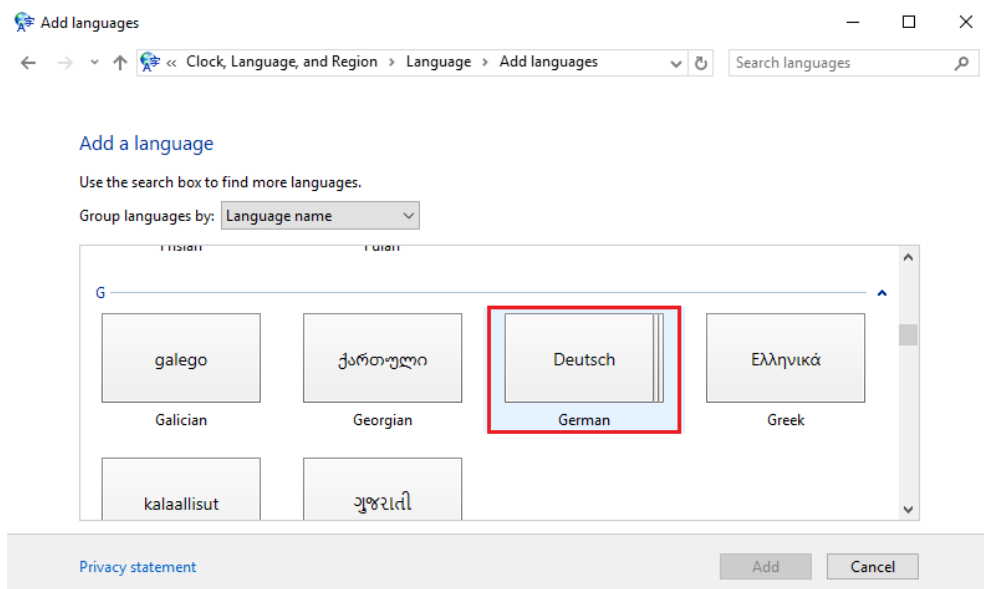 Add languages
« Clock, Language, and Region › Language › Add languages
Search languages
Add a language
Use the search box to find more languages.
Group languages by: Language name
Frisian Fulah
G
galego ქართული Deutsch Ελληνικά
Galician Georgian German Greek
kalaallisut ગુજરાતી
Privacy statement
Add Cancel